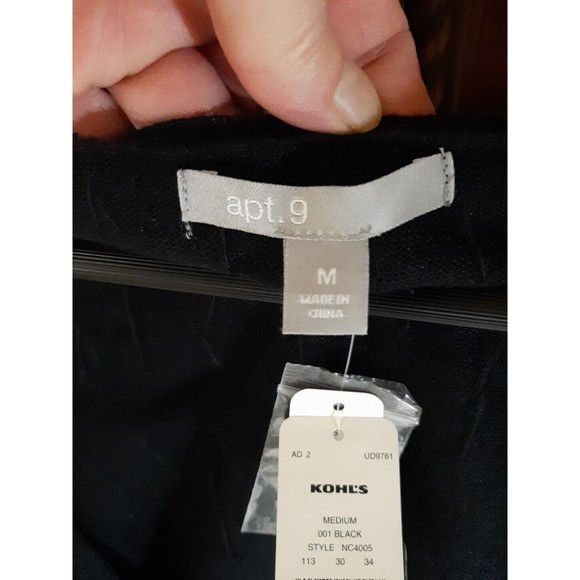 apt.9
M
MADE IN
CHINA
AD 2 UD9761
KOHL'S
MEDIUM
001 BLACK
STYLE NC4005
113 30 34